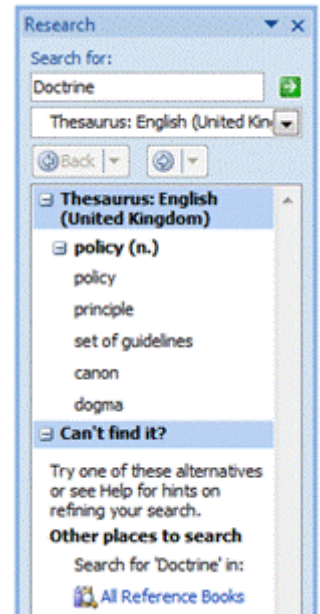 Research
Search for:
Doctrine
Thesaurus: English (United Kin
Back
Thesaurus: English
(United Kingdom)
policy (n.)
policy
principle
set of guidelines
canon
dogma
Can't find it?
Try one of these alternatives
or see Help for hints on
refining your search.
Other places to search
Search for 'Doctrine' in:
All Reference Books